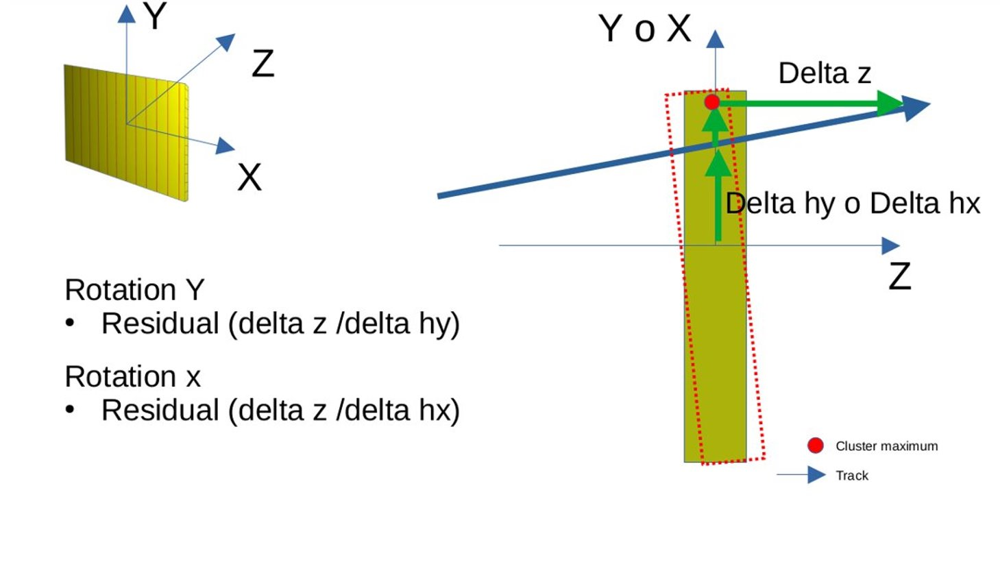 Y
Z
X
Y o X
Delta z
Delta hy o Delta hx
Z
Rotation Y
• Residual (delta z /delta hy)
Rotation x
• Residual (delta z /delta hx)
Cluster maximum
Track